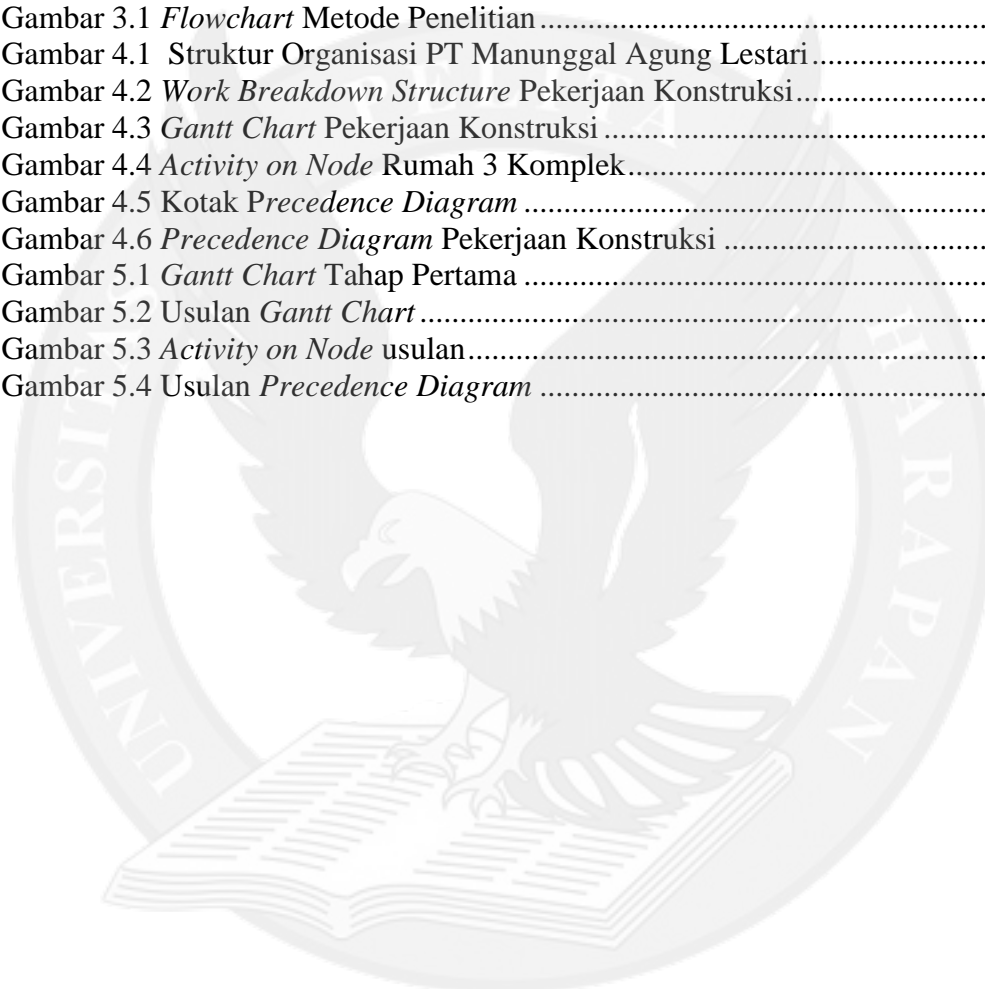 Gambar 3.1 Flowchart Metode Penelitian ..........................................................................
Gambar 4.1  Struktur Organisasi PT Manunggal Agung Lestari.............................
Gambar 4.2 Work Breakdown Structure Pekerjaan Konstruksi................................
Gambar 4.3 Gantt Chart Pekerjaan Konstruksi ................................................................
Gambar 4.4 Activity on Node Rumah 3 Komplek............................................................
Gambar 4.5 Kotak Precedence Diagram ............................................................................
Gambar 4.6 Precedence Diagram Pekerjaan Konstruksi ...........................................
Gambar 5.1 Gantt Chart Tahap Pertama ............................................................................
Gambar 5.2 Usulan Gantt Chart ..............................................................................................
Gambar 5.3 Activity on Node usulan......................................................................................
Gambar 5.4 Usulan Precedence Diagram ..........................................................................
UNIVERSITAS PELITA HARAPAN